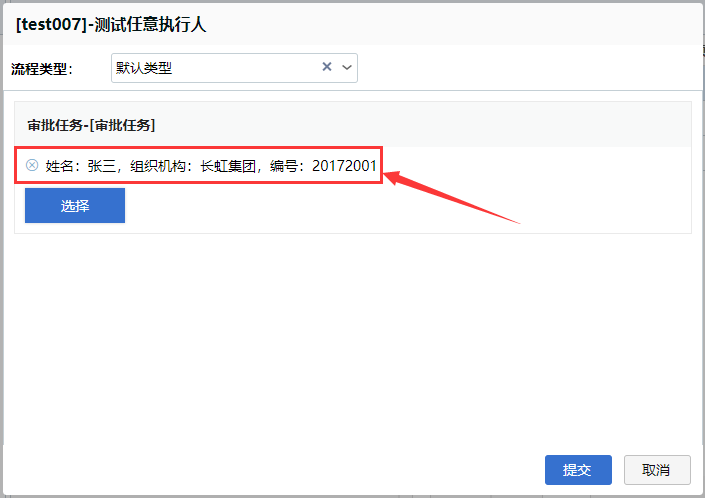 [test007]-测试任意执行人
流程类型： 默认类型
审批任务-[审批任务]
姓名：张三，组织机构：长虹集团，编号：20172001
选择
提交 取消